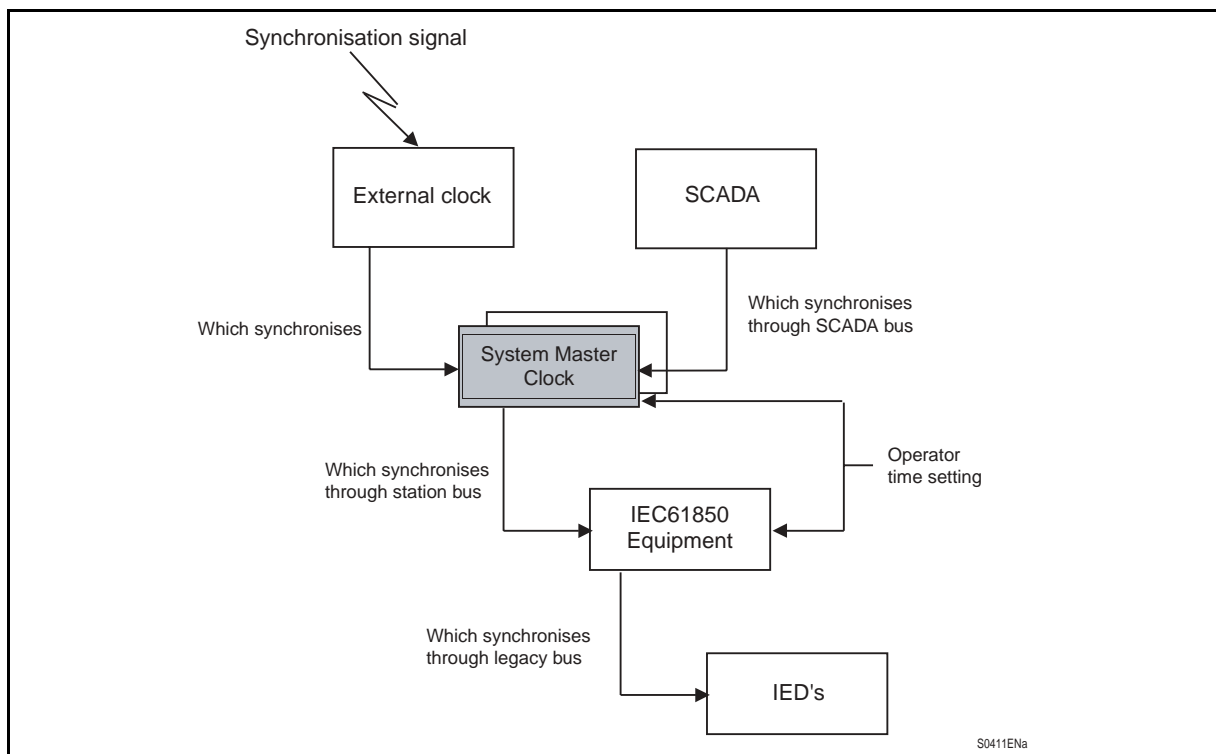 Synchronisation signal
External clock
SCADA
Which synchronises
through SCADA bus
Which synchronises
System Master
Clock
Operator
time setting
Which synchronises
through station bus
IEC61850
Equipment
Which synchronises
through legacy bus
IED's
S0411ENa